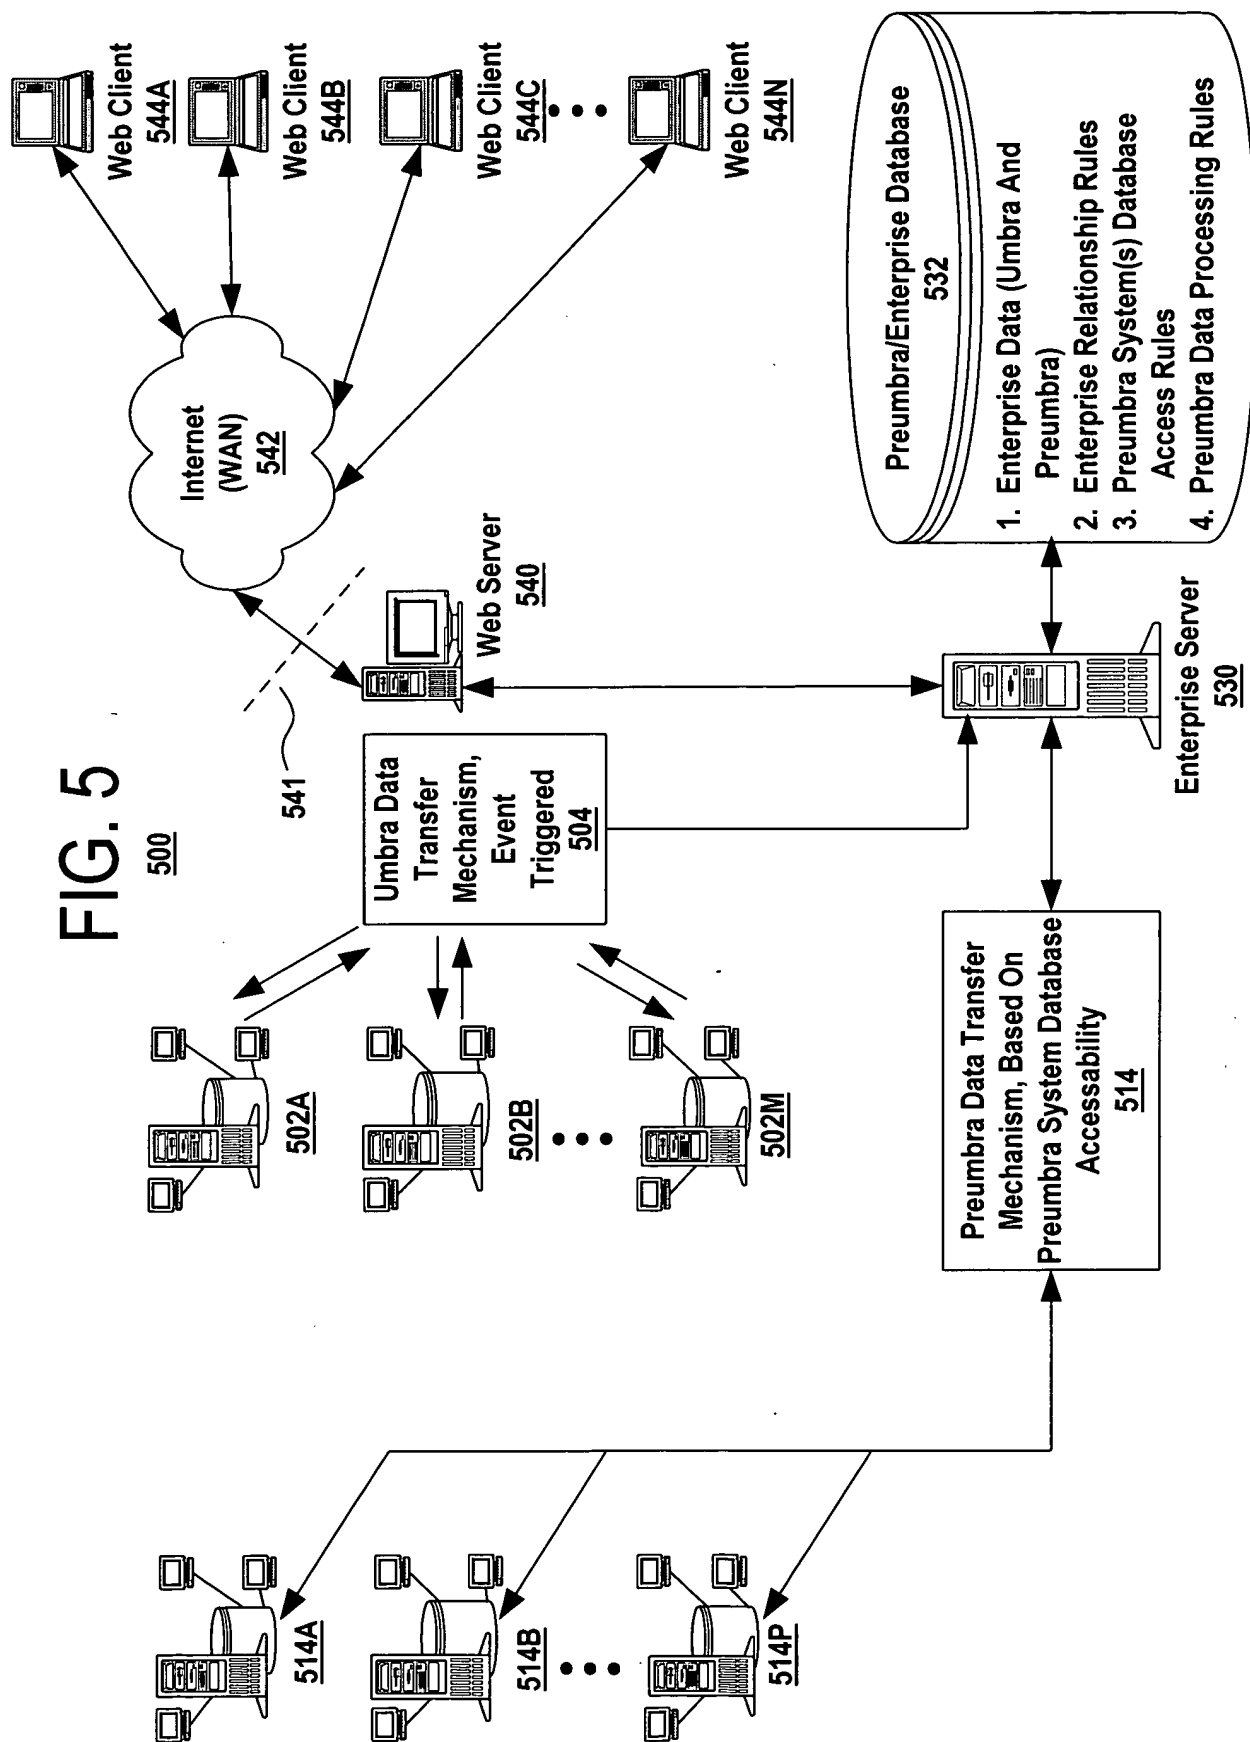 FIG. 5
500
514A
514B
514P
502A
502B
502M
Umbra Data
Transfer
Mechanism,
Event
Triggered
504
541
Web Server
540
Internet
(WAN)
542
Web Client
544A
Web Client
544B
Web Client
544C
Web Client
544N
Preumbra Data Transfer
Mechanism, Based On
Preumbra System Database
Accessability
514
Enterprise Server
530
Preumbra/Enterprise Database
532
1. Enterprise Data (Umbra And
Preumbra)
2. Enterprise Relationship Rules
3. Preumbra System(s) Database
Access Rules
4. Preumbra Data Processing Rules